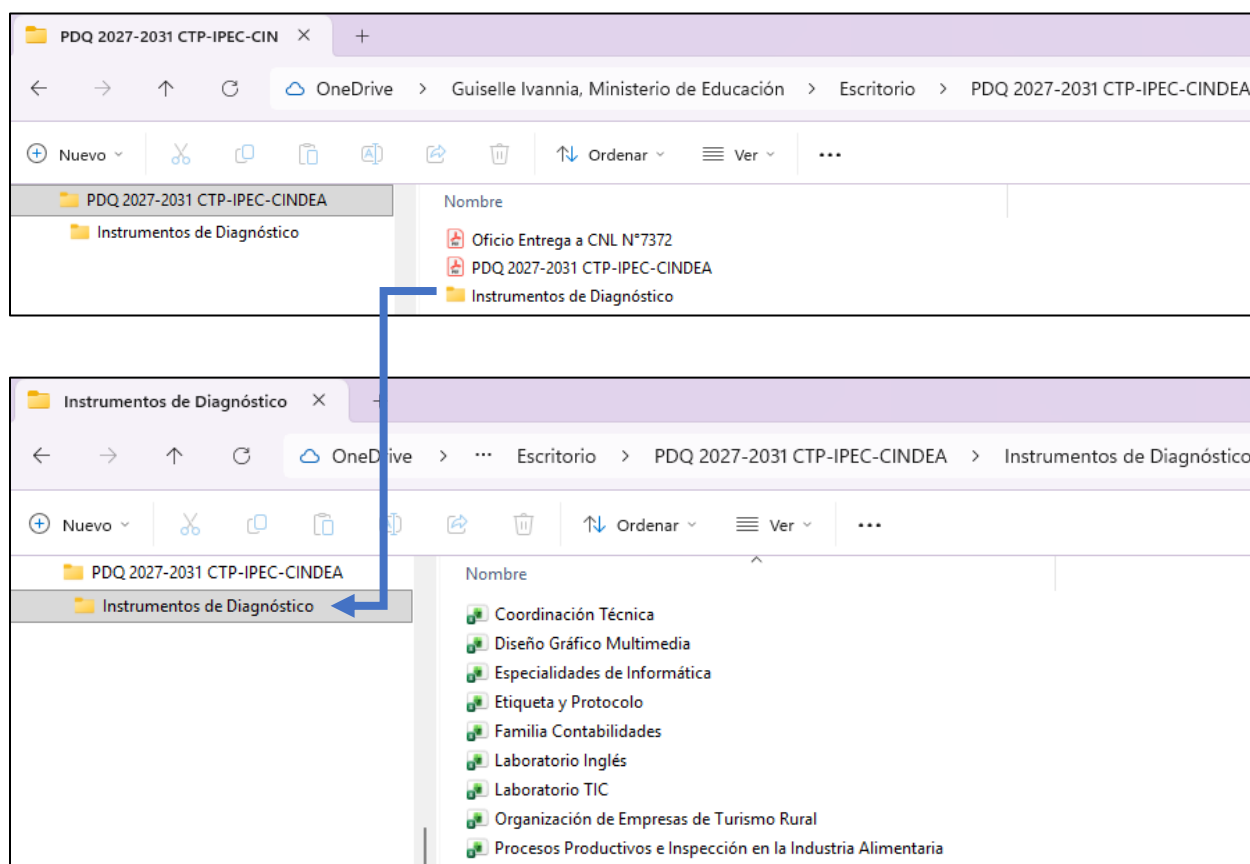 PDQ 2027-2031 CTP-IPEC-CIN
OneDrive > Guiselle Ivannia, Ministerio de Educación > Escritorio > PDQ 2027-2031 CTP-IPEC-CINDEA
Nuevo Ordenar Ver
PDQ 2027-2031 CTP-IPEC-CINDEA
Instrumentos de Diagnóstico
Nombre
Oficio Entrega a CNL N°7372
PDQ 2027-2031 CTP-IPEC-CINDEA
Instrumentos de Diagnóstico
Instrumentos de Diagnóstico
OneDrive > ··· Escritorio > PDQ 2027-2031 CTP-IPEC-CINDEA > Instrumentos de Diagnóstico
Nuevo Ordenar Ver
PDQ 2027-2031 CTP-IPEC-CINDEA
Instrumentos de Diagnóstico
Nombre
Coordinación Técnica
Diseño Gráfico Multimedia
Especialidades de Informática
Etiqueta y Protocolo
Familia Contabilidades
Laboratorio Inglés
Laboratorio TIC
Organización de Empresas de Turismo Rural
Procesos Productivos e Inspección en la Industria Alimentaria